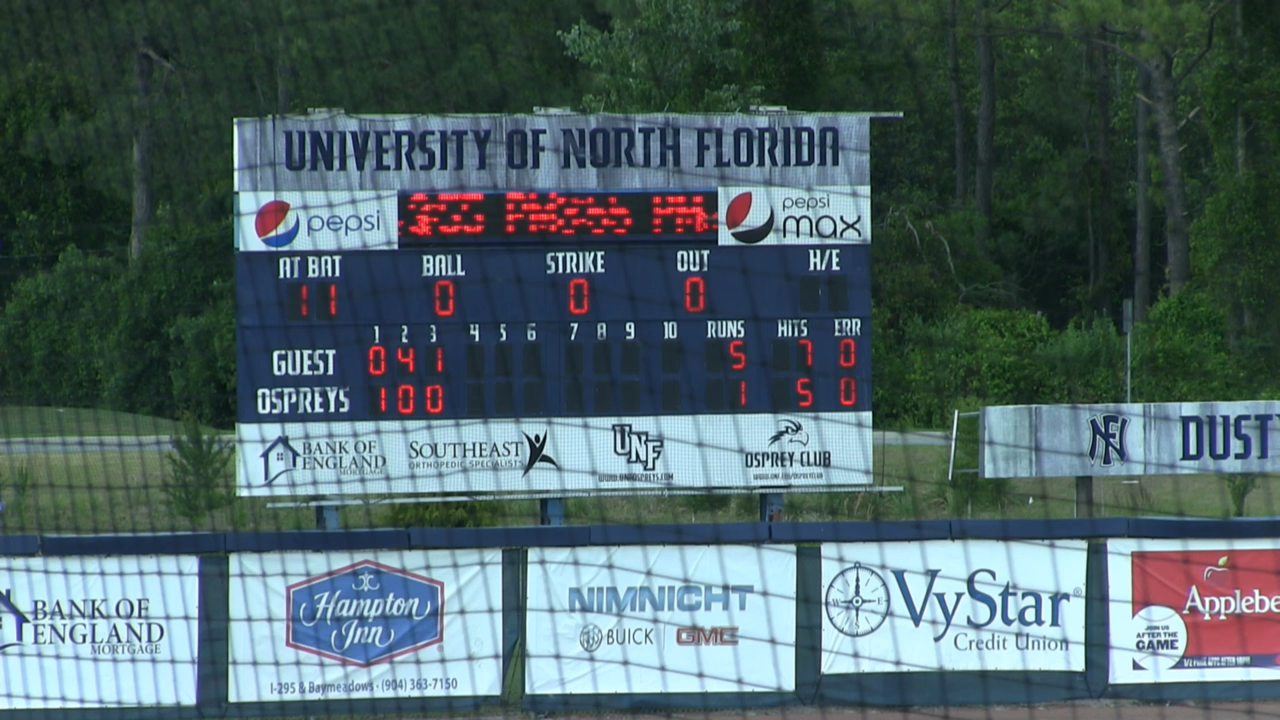 UNIVERSITY OF NORTH FLORIDA
pepsi
pepsi max
AT BAT BALL STRIKE OUT H/E
11 0 0 0
1 2 3 4 5 6 7 8 9 10 RUNS HITS ERR
GUEST 0 4 1 5 7 0
OSPREYS 1 0 0 1 5 0
BANK OF ENGLAND MORTGAGE
SOUTHEAST ORTHOPEDIC SPECIALISTS
UNF
WWW.UNFOSPREYS.COM
OSPREY CLUB
NF DUST
BANK OF ENGLAND MORTGAGE
Hampton Inn
I-295 & Baymeadows · (904) 363-7150
NIMNICHT
BUICK GMC
VyStar
Credit Union
Applebe
JOIN US AFTER THE GAME